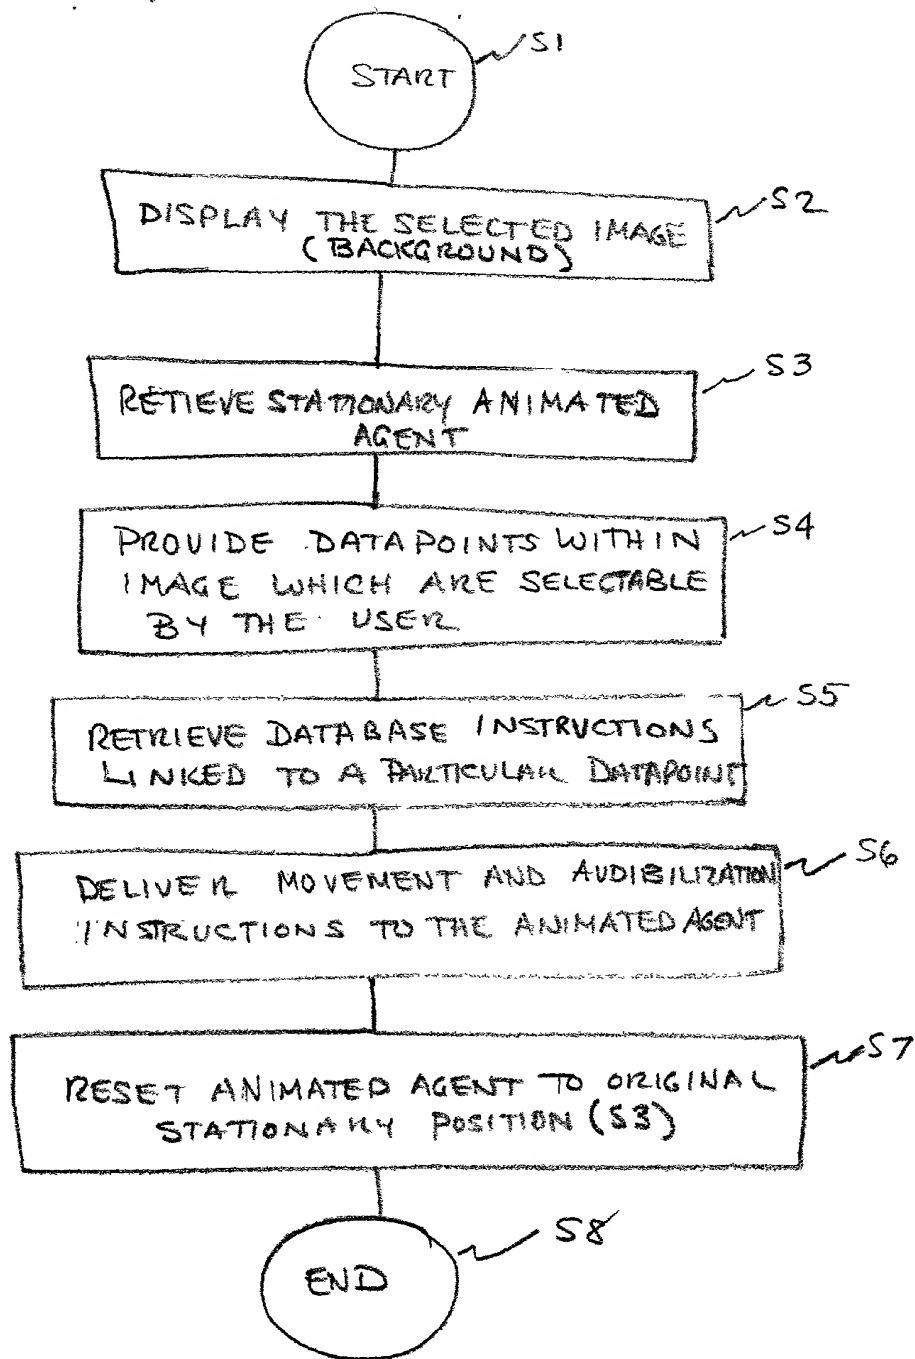 S1
START
S2
DISPLAY THE SELECTED IMAGE
(BACKGROUND)
S3
RETIEVE STATIONARY ANIMATED
AGENT
S4
PROVIDE DATAPOINTS WITHIN
IMAGE WHICH ARE SELECTABLE
BY THE USER
S5
RETRIEVE DATABASE INSTRUCTIONS
LINKED TO A PARTICULAR DATAPOINT
S6
DELIVER MOVEMENT AND AUDIBILIZATION
INSTRUCTIONS TO THE ANIMATED AGENT
S7
RESET ANIMATED AGENT TO ORIGINAL
STATIONARY POSITION (S3)
S8
END